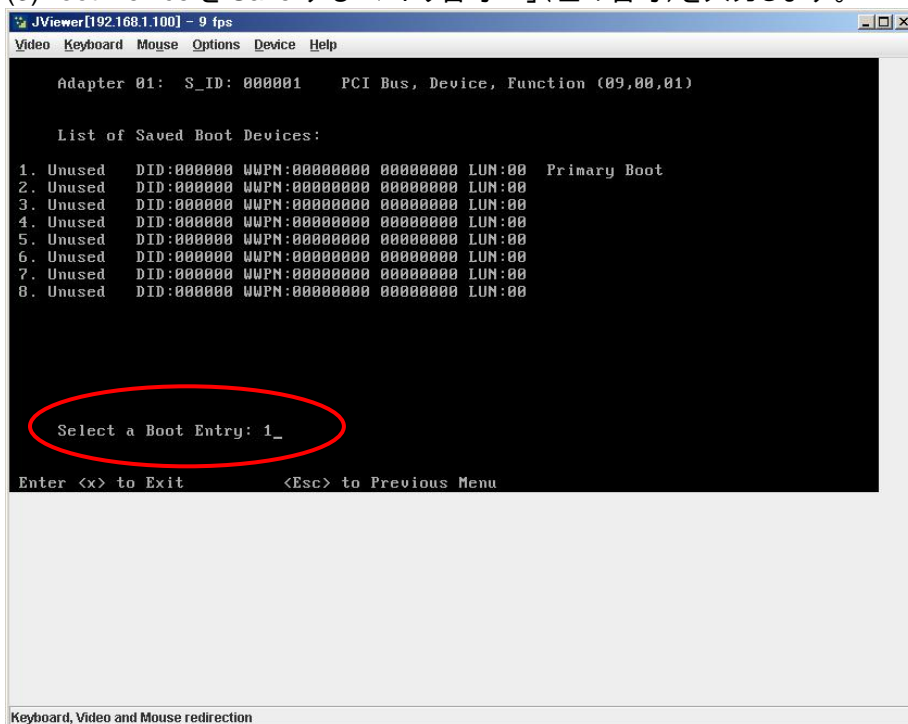 JViewer[192.168.1.100] - 9 fps
Video Keyboard Mouse Options Device Help
Adapter 01: S_ID: 000001 PCI Bus, Device, Function (09,00,01)
List of Saved Boot Devices:
1. Unused DID:000000 WWPN:00000000 00000000 LUN:00 Primary Boot
2. Unused DID:000000 WWPN:00000000 00000000 LUN:00
3. Unused DID:000000 WWPN:00000000 00000000 LUN:00
4. Unused DID:000000 WWPN:00000000 00000000 LUN:00
5. Unused DID:000000 WWPN:00000000 00000000 LUN:00
6. Unused DID:000000 WWPN:00000000 00000000 LUN:00
7. Unused DID:000000 WWPN:00000000 00000000 LUN:00
8. Unused DID:000000 WWPN:00000000 00000000 LUN:00
Select a Boot Entry: 1_
Enter <x> to Exit <Esc> to Previous Menu
Keyboard, Video and Mouse redirection